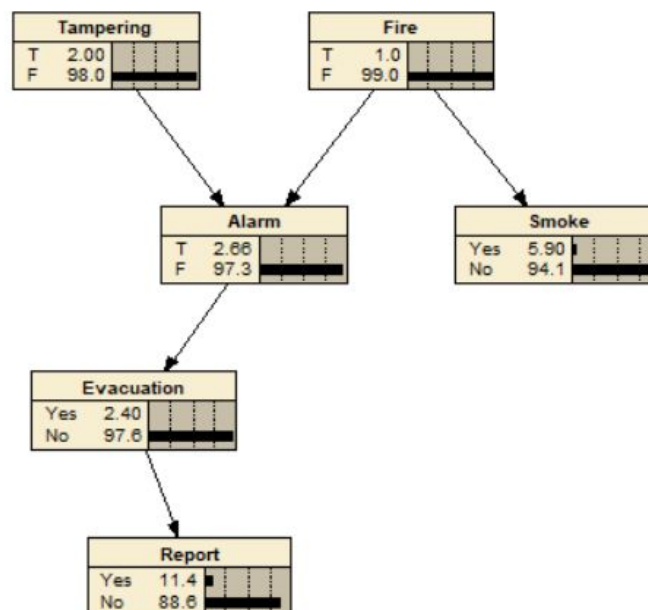 Tampering
T 2.00
F 98.0
Fire
T 1.0
F 99.0
Alarm
T 2.66
F 97.3
Smoke
Yes 5.90
No 94.1
Evacuation
Yes 2.40
No 97.6
Report
Yes 11.4
No 88.6